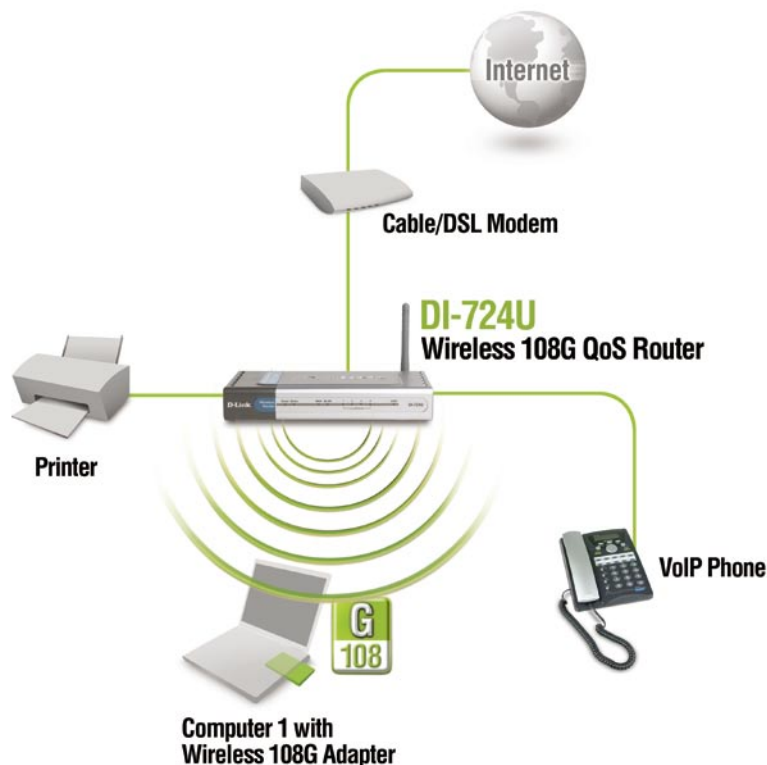 Internet
Cable/DSL Modem
DI-724U
Wireless 108G QoS Router
D-Link
Printer
VoIP Phone
G
108
Computer 1 with
Wireless 108G Adapter